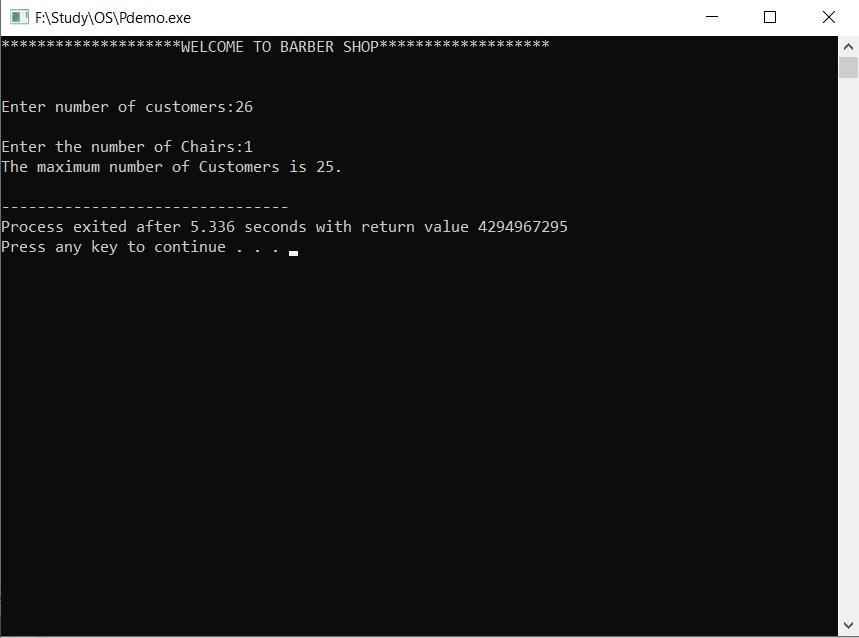 F:\Study\OS\Pdemo.exe
********************WELCOME TO BARBER SHOP*******************
Enter number of customers:26
Enter the number of Chairs:1
The maximum number of Customers is 25.
--------------------------------
Process exited after 5.336 seconds with return value 4294967295
Press any key to continue . . .